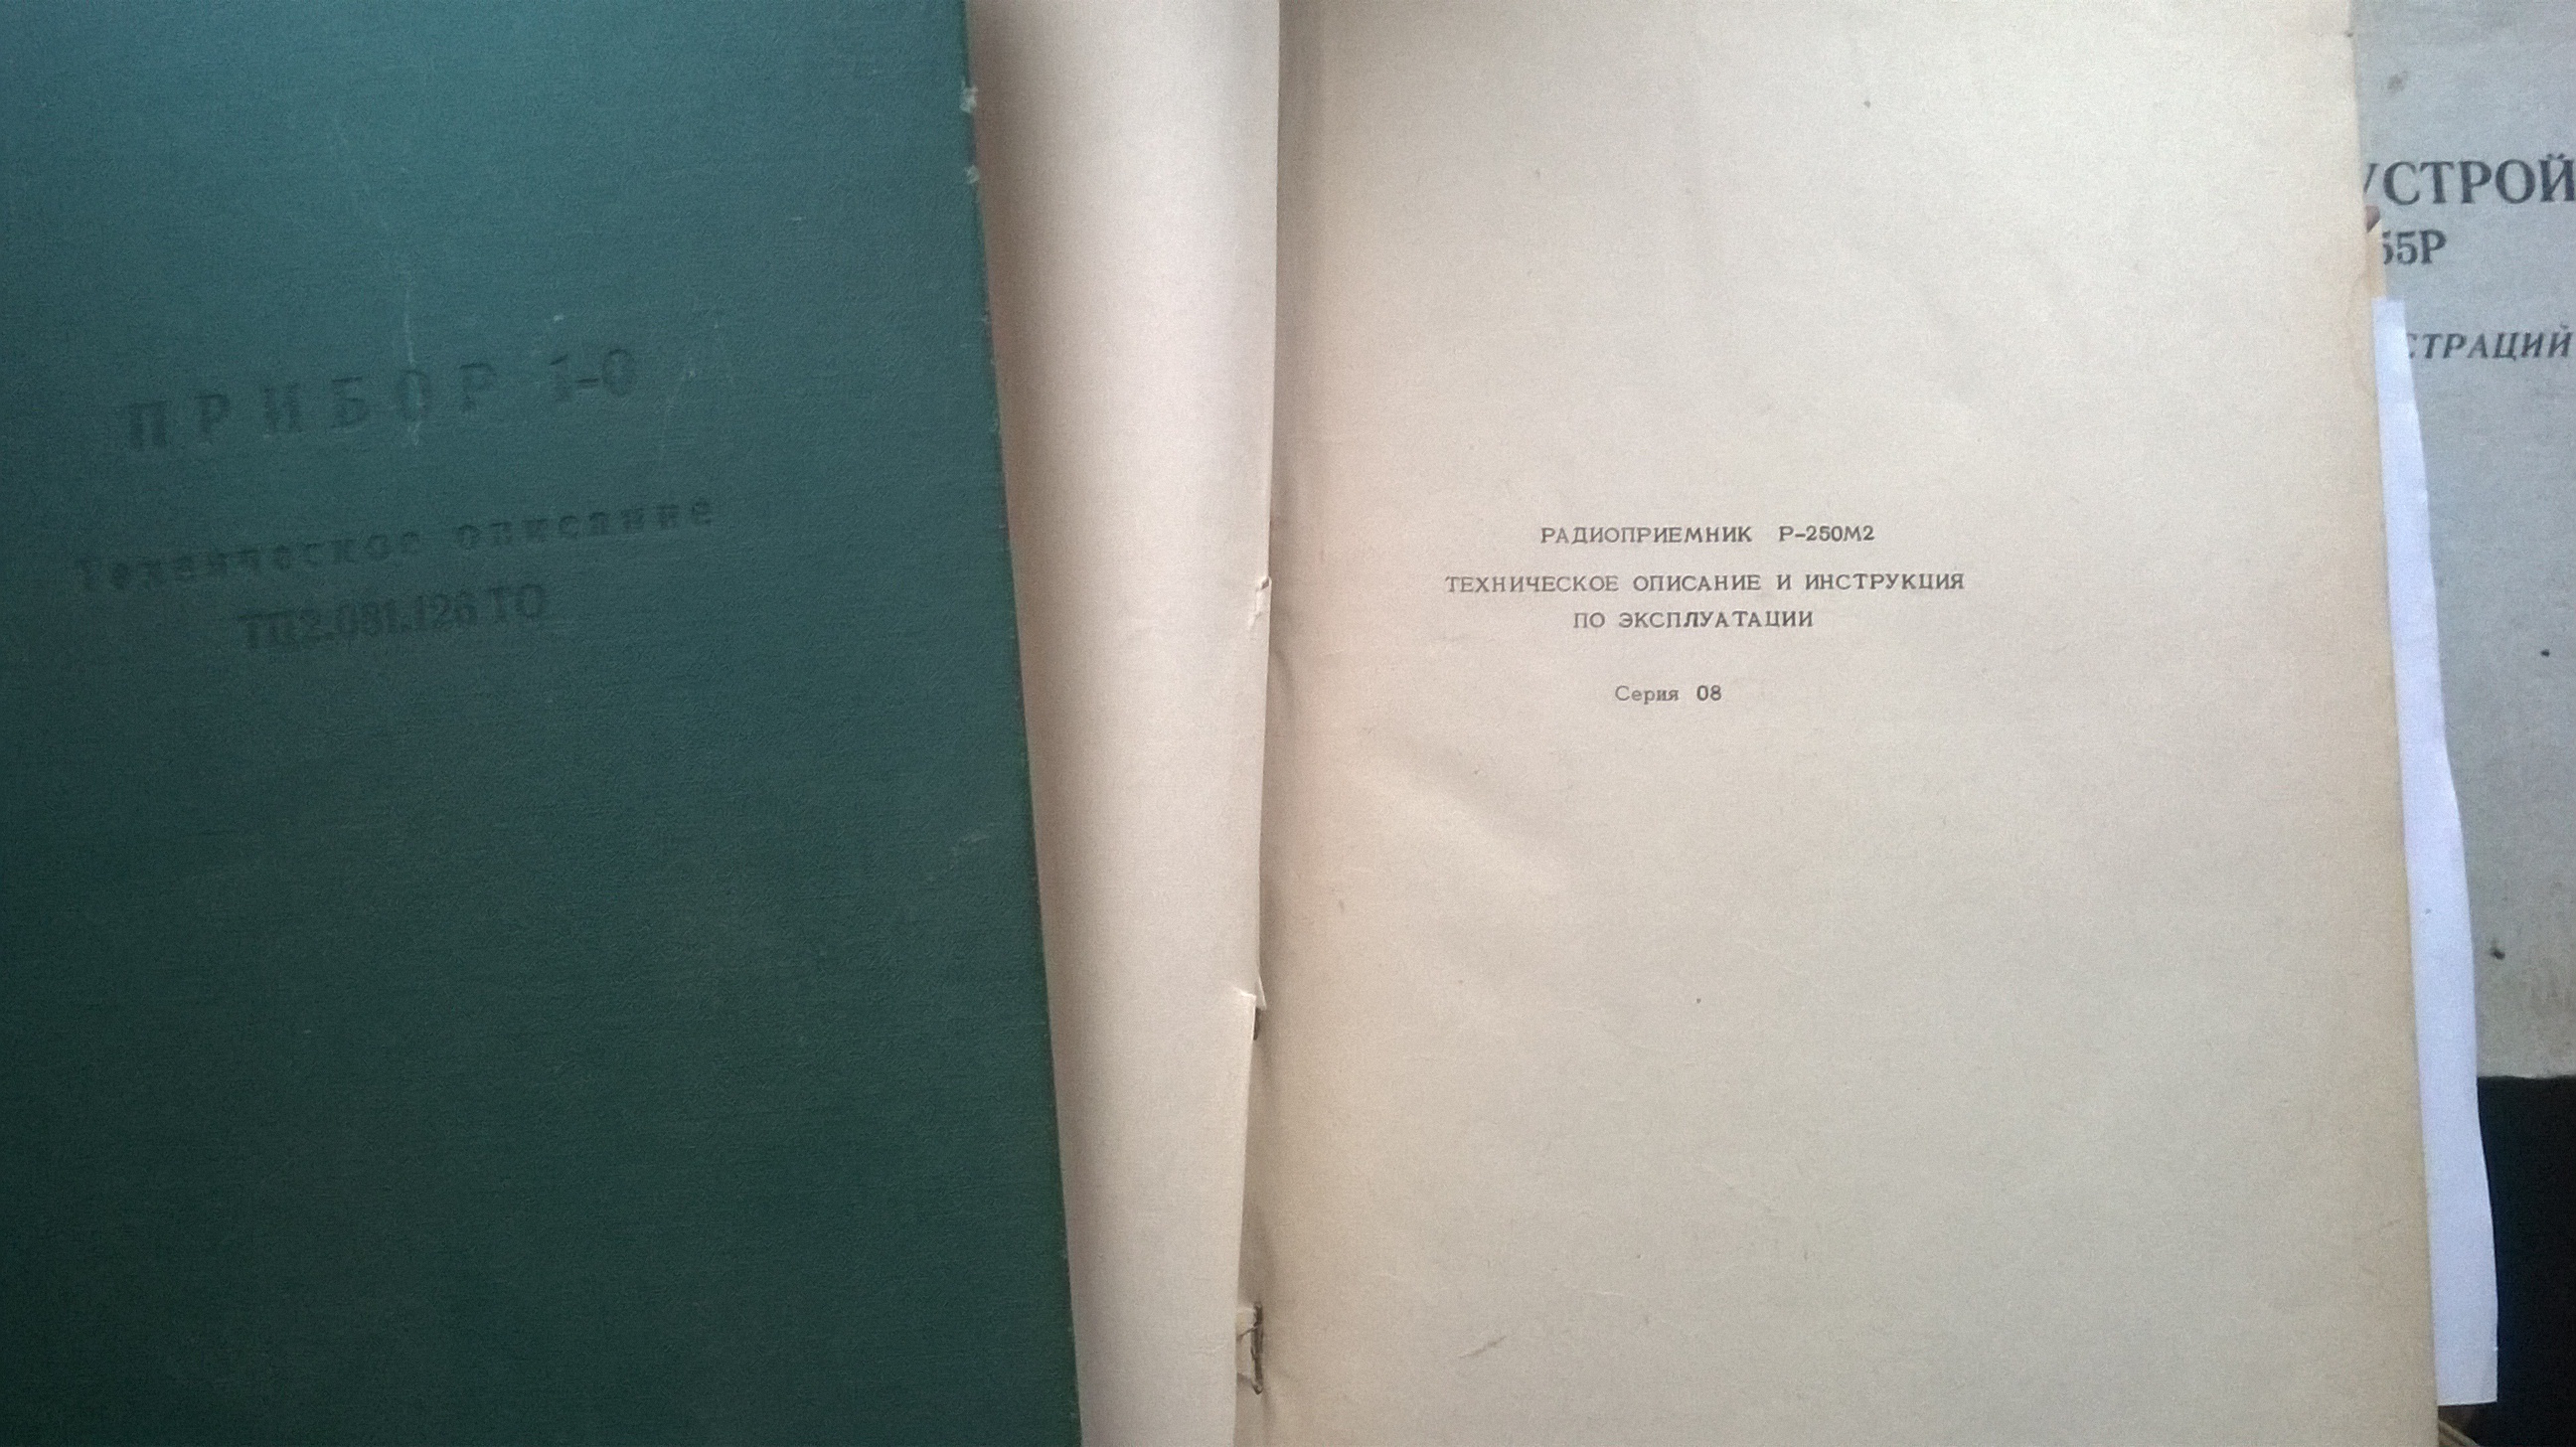 ПРИБОР 1-0
Техническое описание
ТП2.081.126 ТО
РАДИОПРИЕМНИК Р-250М2
ТЕХНИЧЕСКОЕ ОПИСАНИЕ И ИНСТРУКЦИЯ
ПО ЭКСПЛУАТАЦИИ
Серия 08
УСТРОЙ
55Р
СТРАЦИЙ